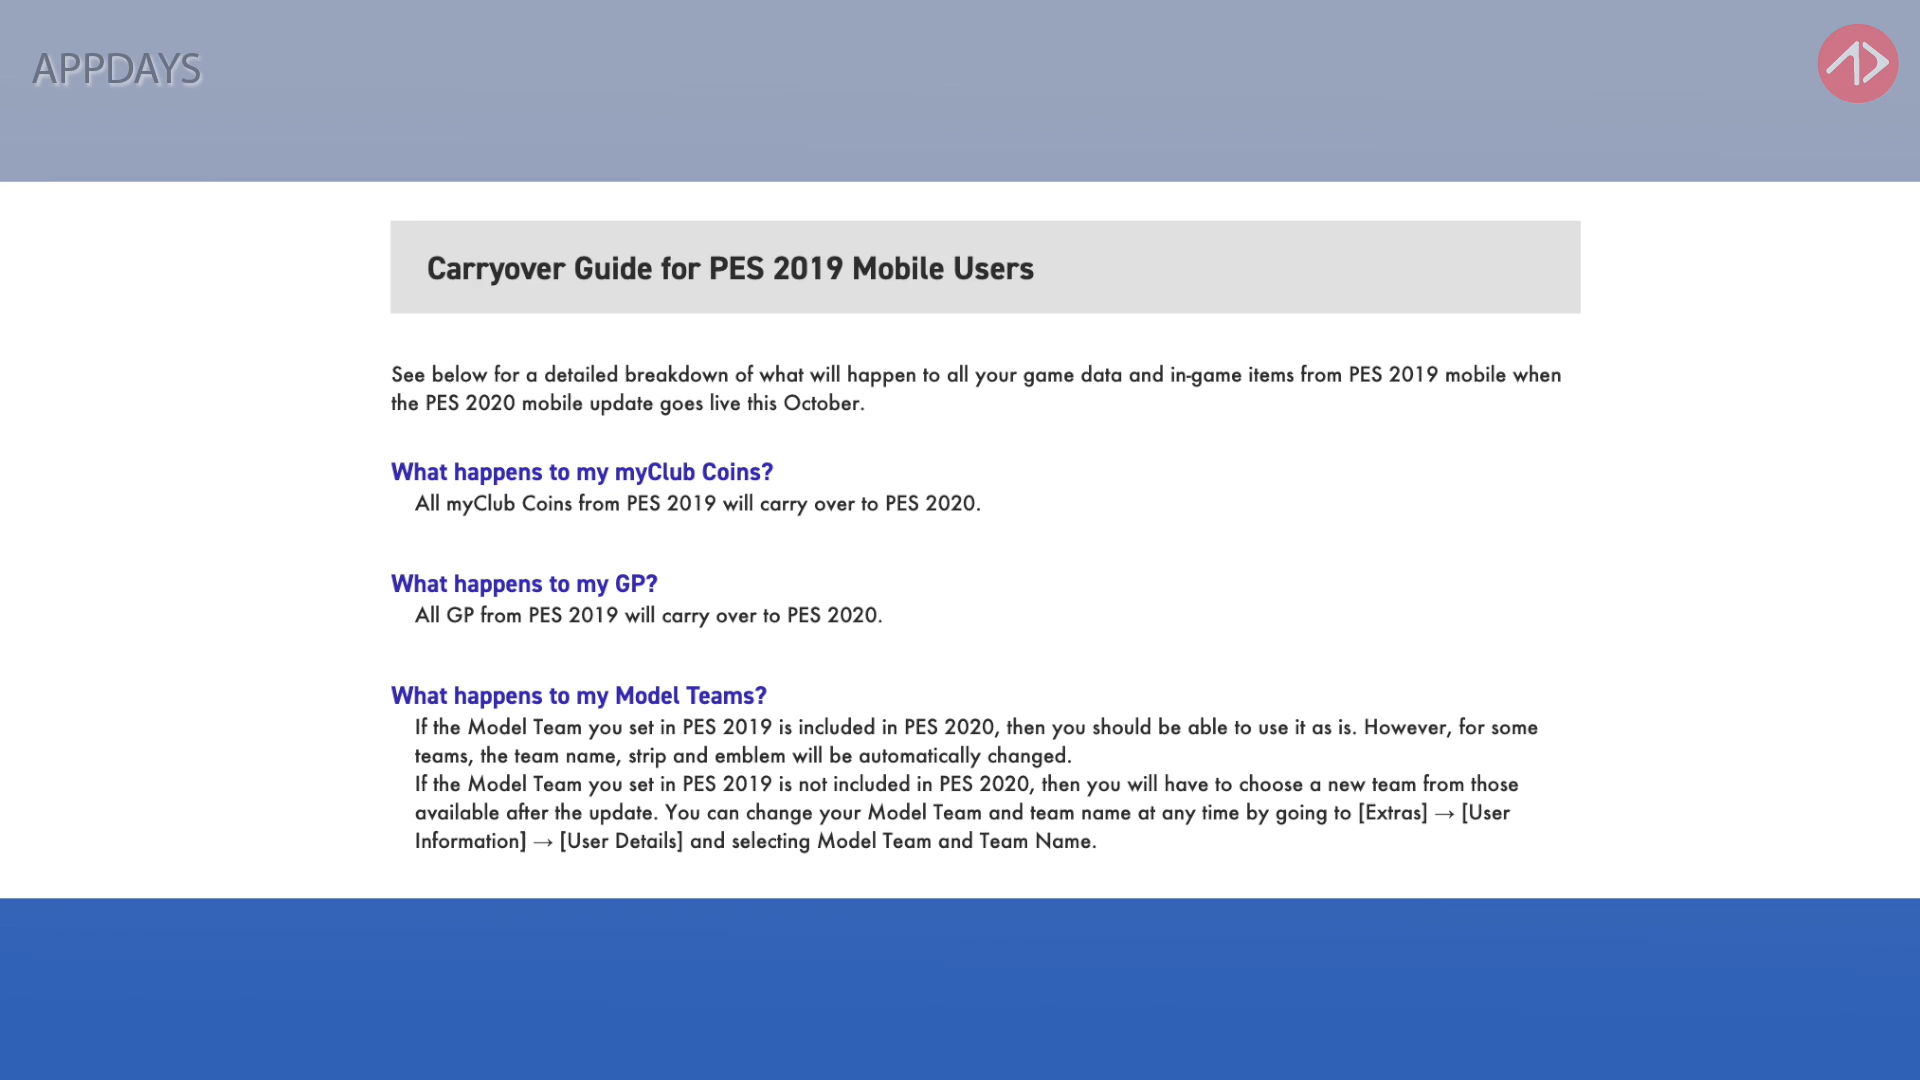 APPDAYS
Carryover Guide for PES 2019 Mobile Users
See below for a detailed breakdown of what will happen to all your game data and in-game items from PES 2019 mobile when
the PES 2020 mobile update goes live this October.
What happens to my myClub Coins?
All myClub Coins from PES 2019 will carry over to PES 2020.
What happens to my GP?
All GP from PES 2019 will carry over to PES 2020.
What happens to my Model Teams?
If the Model Team you set in PES 2019 is included in PES 2020, then you should be able to use it as is. However, for some
teams, the team name, strip and emblem will be automatically changed.
If the Model Team you set in PES 2019 is not included in PES 2020, then you will have to choose a new team from those
available after the update. You can change your Model Team and team name at any time by going to [Extras] → [User
Information] → [User Details] and selecting Model Team and Team Name.